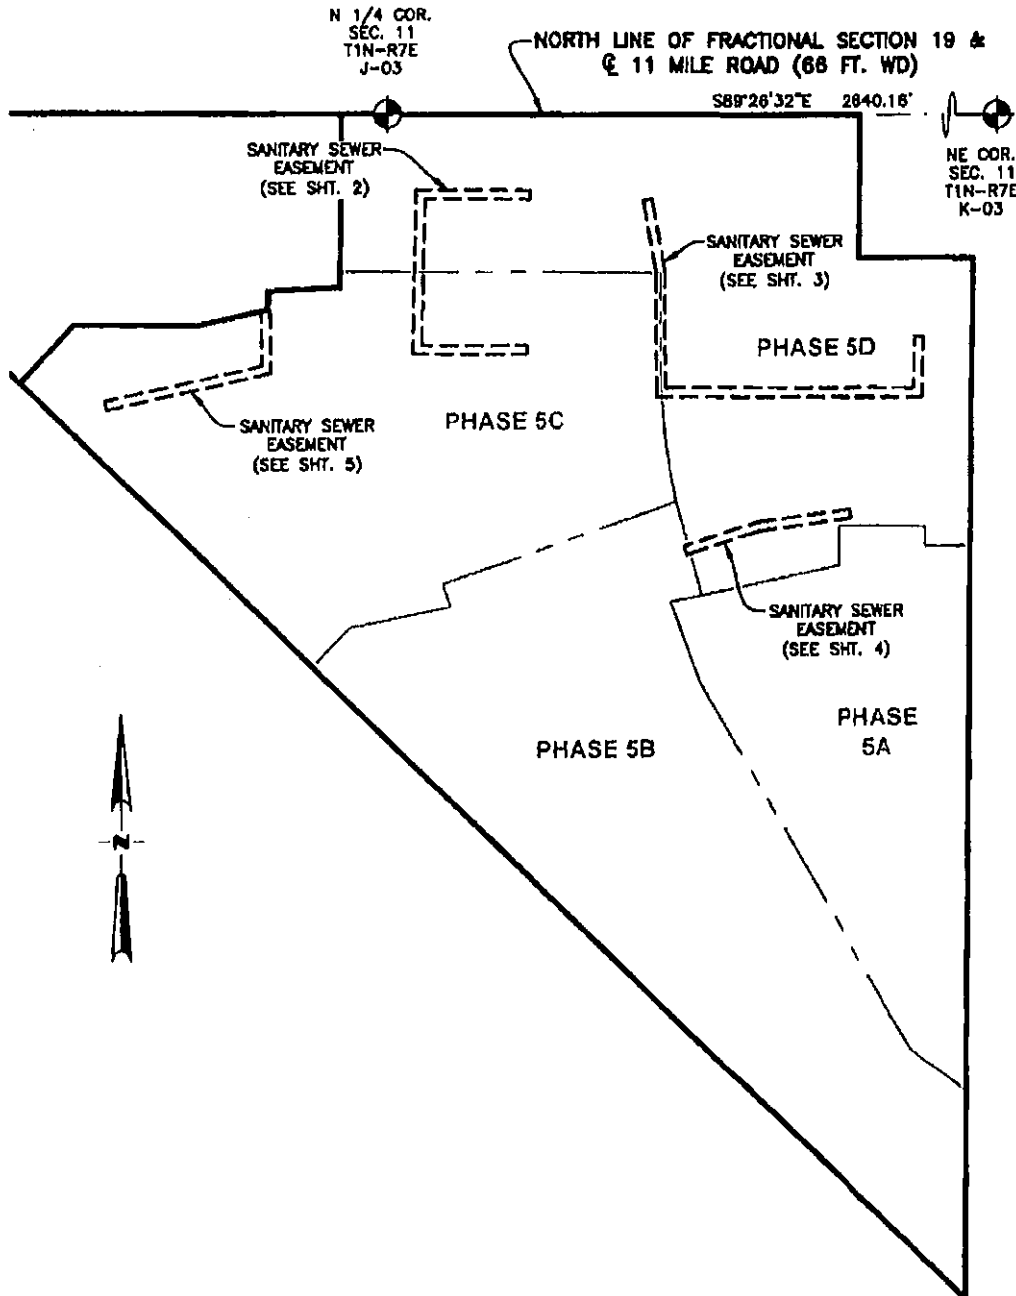 N 1/4 COR.
SEC. 11
T1N-R7E
J-03
NORTH LINE OF FRACTIONAL SECTION 19 &
℄ 11 MILE ROAD (66 FT. WD)
S89°26'32"E 2640.16'
NE COR.
SEC. 11
T1N-R7E
K-03
SANITARY SEWER
EASEMENT
(SEE SHT. 2)
SANITARY SEWER
EASEMENT
(SEE SHT. 3)
PHASE 5D
SANITARY SEWER
EASEMENT
(SEE SHT. 5)
PHASE 5C
SANITARY SEWER
EASEMENT
(SEE SHT. 4)
PHASE 5B
PHASE
5A
N